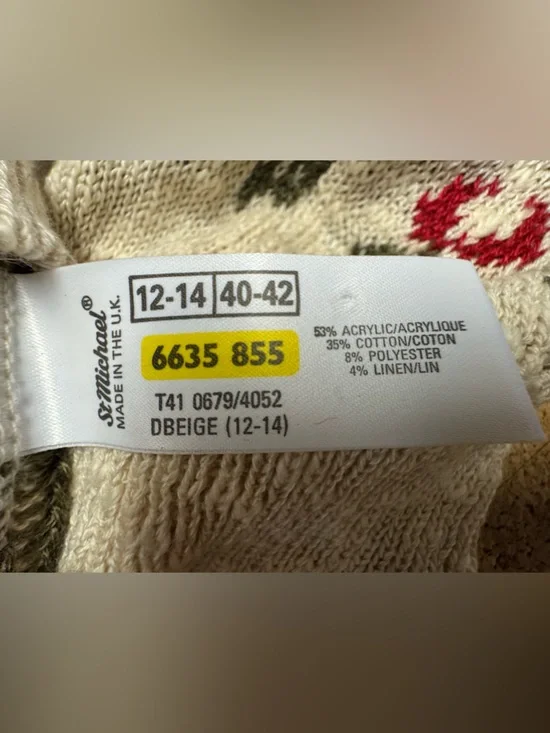 St Michael®
MADE IN THE U.K.
12-14 40-42
6635 855
T41 0679/4052
DBEIGE (12-14)
53% ACRYLIC/ACRYLIQUE
35% COTTON/COTON
8% POLYESTER
4% LINEN/LIN